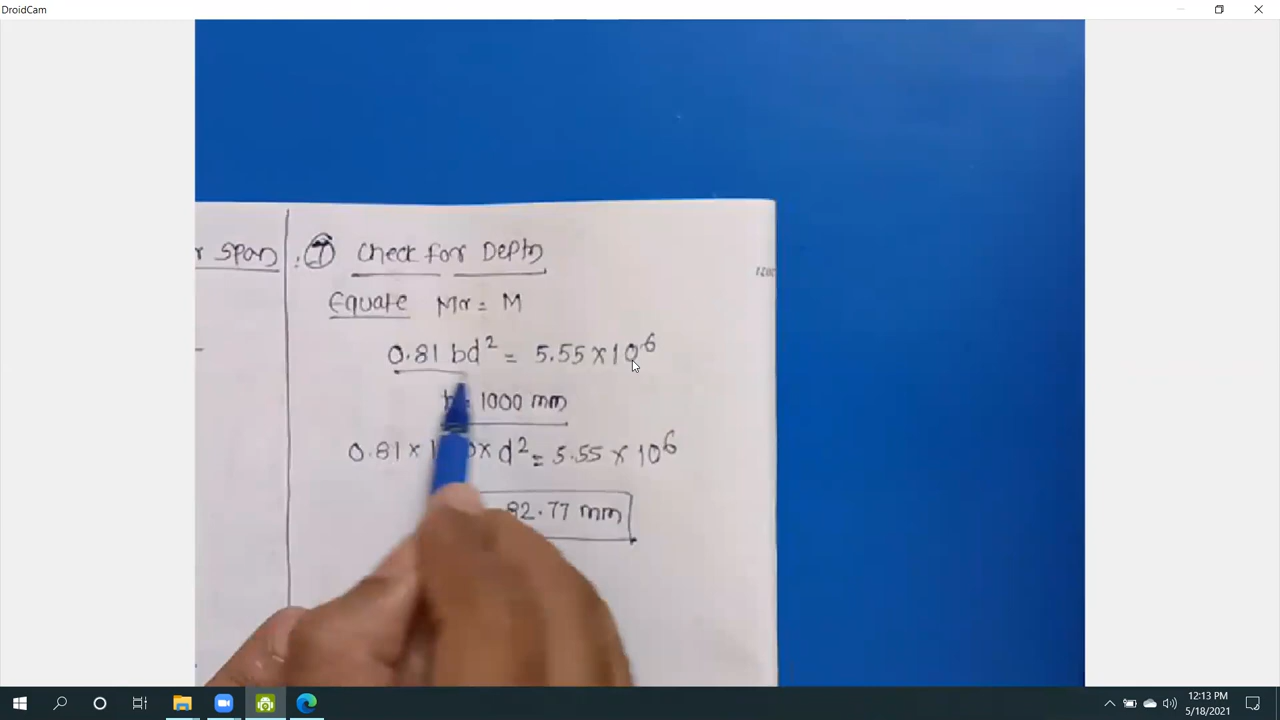 DroidCam
r Span
: 7 Check for Depth
Equate Mr = M
0.81 bd² = 5.55 × 10⁶
= 1000 mm
0.81 × × d² = 5.55 × 10⁶
82.77 mm
12:13 PM
5/18/2021